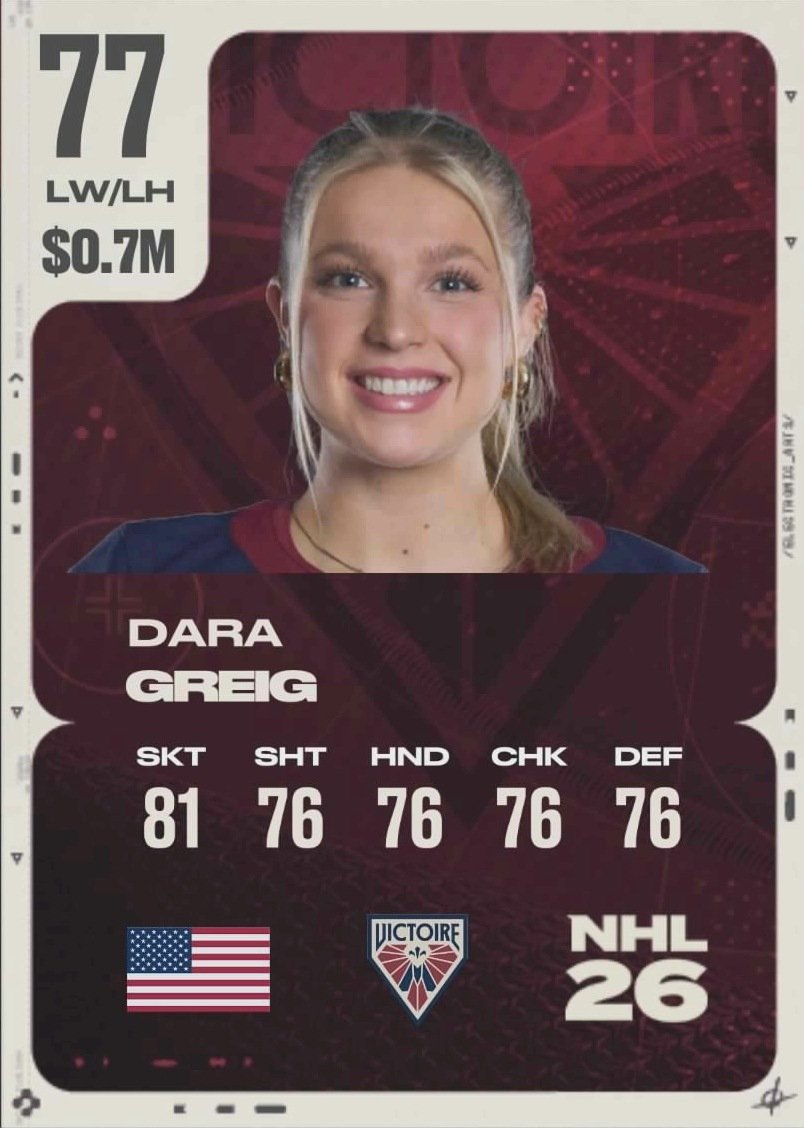 77
LW/LH
$0.7M
VICTOIRE
DARA
GREIG
SKT SHT HND CHK DEF
81 76 76 76 76
VICTOIRE
NHL
26